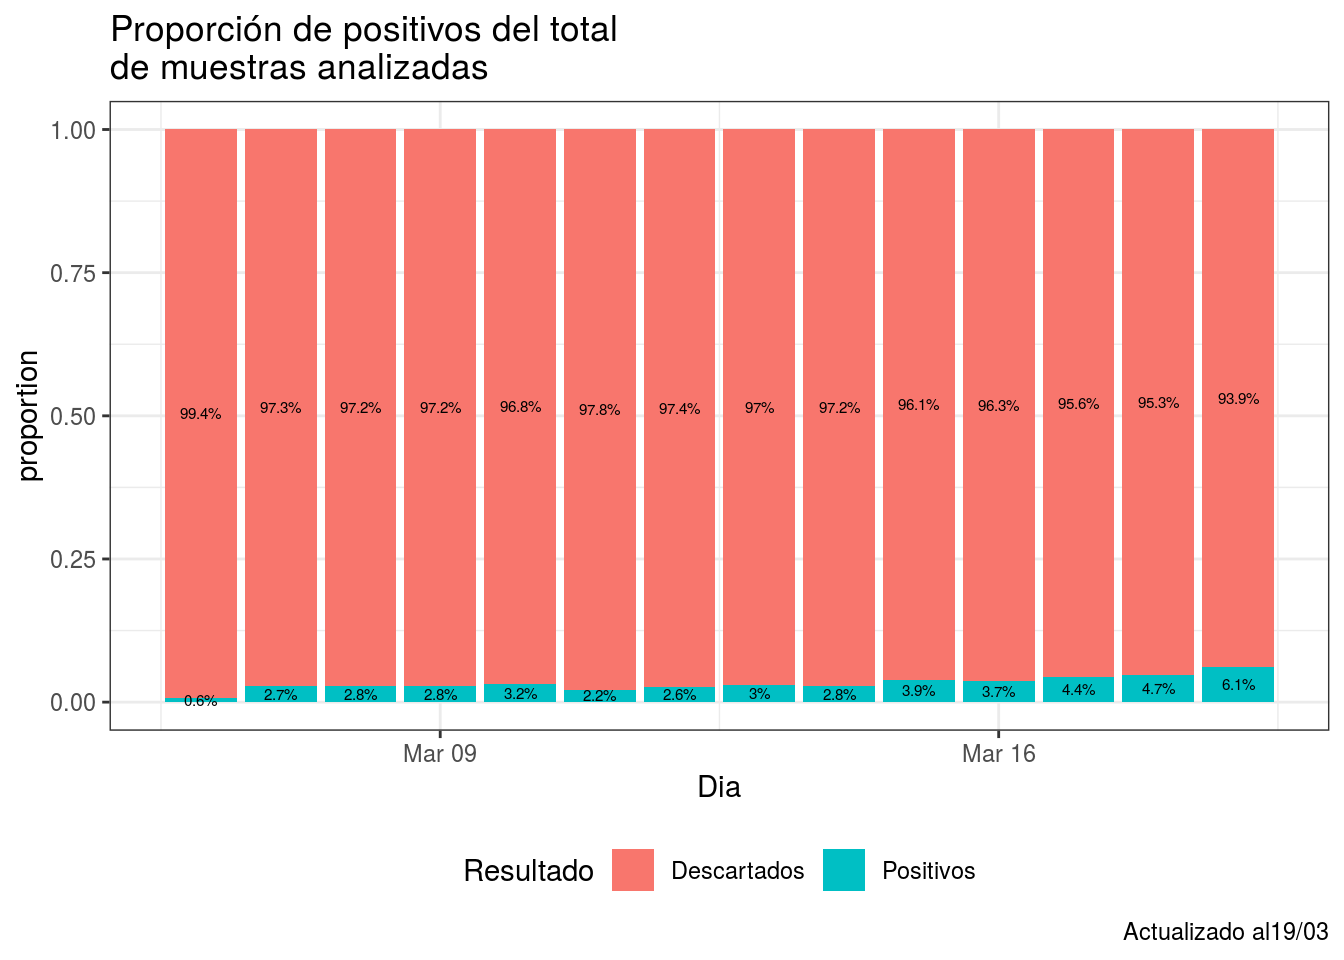 Proporción de positivos del total
de muestras analizadas
proportion
1.00
0.75
0.50
0.25
0.00
99.4% 97.3% 97.2% 97.2% 96.8% 97.8% 97.4% 97% 97.2% 96.1% 96.3% 95.6% 95.3% 93.9%
0.6% 2.7% 2.8% 2.8% 3.2% 2.2% 2.6% 3% 2.8% 3.9% 3.7% 4.4% 4.7% 6.1%
Mar 09 Mar 16
Dia
Resultado Descartados Positivos
Actualizado al19/03